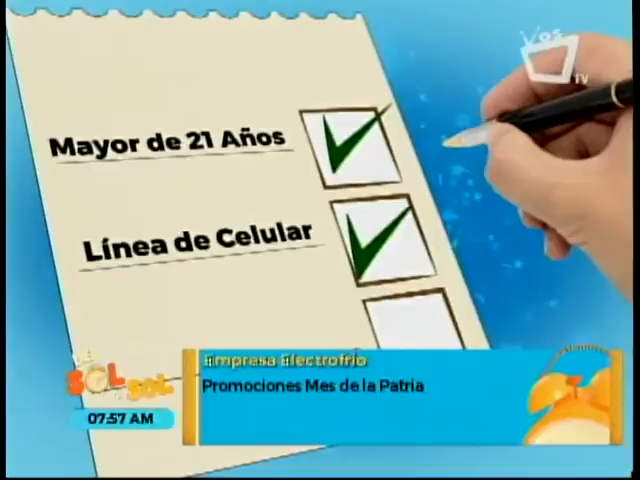 Vos
TV
Mayor de 21 Años
Línea de Celular
DE
SOL
A
SOL
07:57 AM
Empresa Electrofrio
Promociones Mes de la Patria